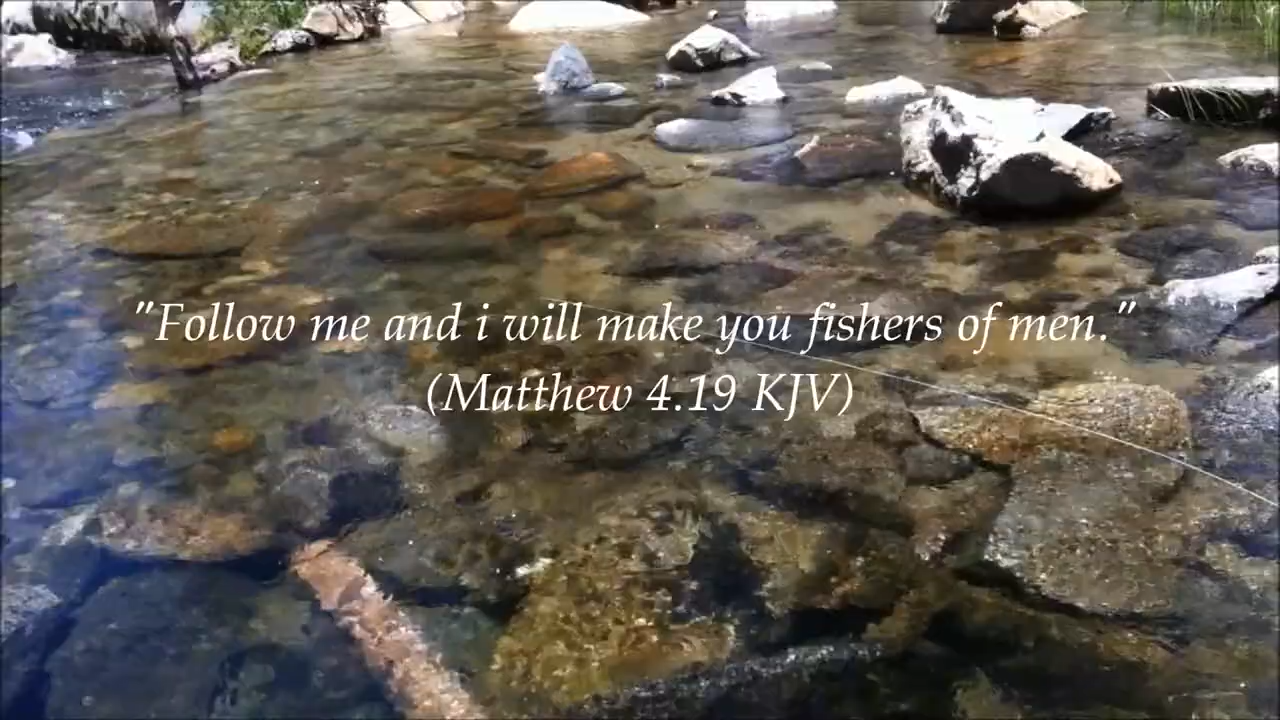 "Follow me and i will make you fishers of men."
(Matthew 4.19 KJV)